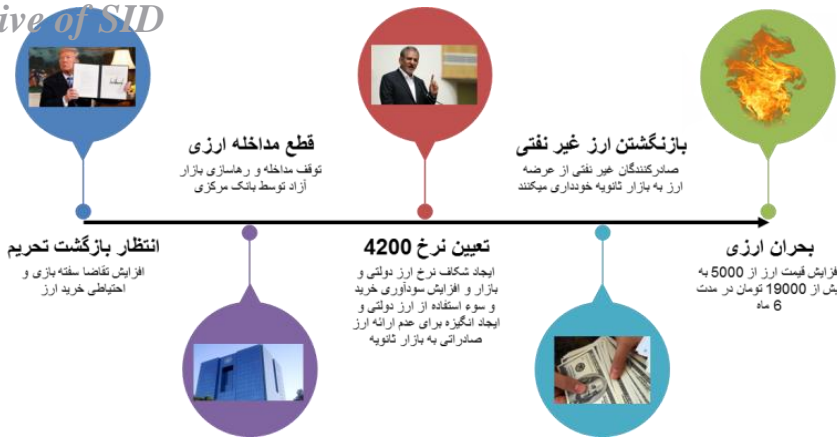 ive of SID
قطع مداخله ارزی
توقف مداخله و رهاسازی بازار
آزاد توسط بانک مرکزی
بازنگشتن ارز غیر نفتی
صادرکنندگان غیر نفتی از عرضه
ارز به بازار ثانویه خودداری میکنند
انتظار بازگشت تحریم
افزایش تقاضا سفته بازی و
احتیاطی خرید ارز
تعیین نرخ 4200
ایجاد شکاف نرخ ارز دولتی و
بازار و افزایش سودآوری خرید
و سوء استفاده از ارز دولتی و
ایجاد انگیزه برای عدم ارائه ارز
صادراتی به بازار ثانویه
بحران ارزی
فزایش قیمت ارز از 5000 به
یش از 19000 تومان در مدت
6 ماه